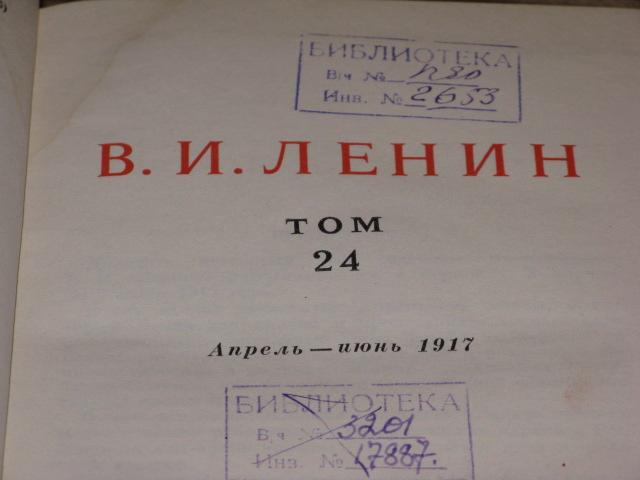 БИБЛИОТЕКА
В/ч №
Инв. № 2653
В. И. ЛЕНИН
ТОМ
24
Апрель — июнь 1917
БИБЛИОТЕКА
В/ч № 3201
Инв. № 17887.